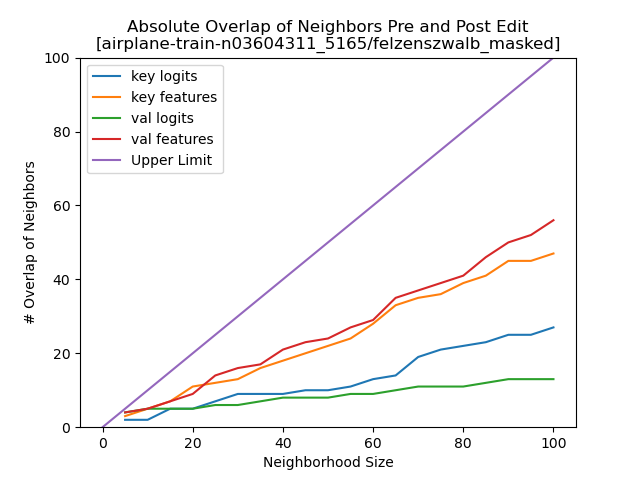 Absolute Overlap of Neighbors Pre and Post Edit
[airplane-train-n03604311_5165/felzenszwalb_masked]
key logits
key features
val logits
val features
Upper Limit
# Overlap of Neighbors
100
80
60
40
20
0
0 20 40 60 80 100
Neighborhood Size